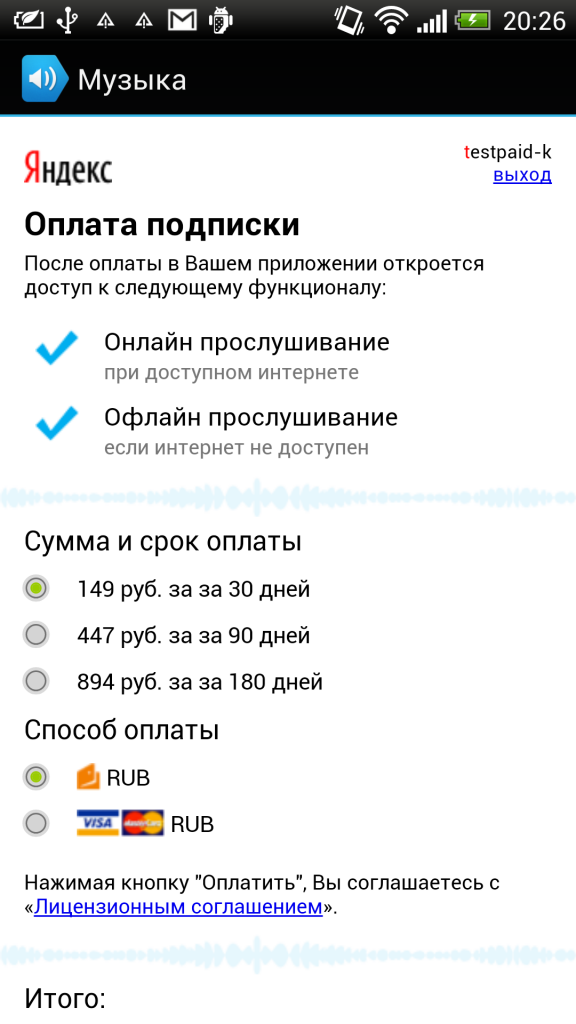 20:26
Музыка
Яндекс
testpaid-k
выход
Оплата подписки
После оплаты в Вашем приложении откроется
доступ к следующему функционалу:
Онлайн прослушивание
при доступном интернете
Офлайн прослушивание
если интернет не доступен
Сумма и срок оплаты
149 руб. за за 30 дней
447 руб. за за 90 дней
894 руб. за за 180 дней
Способ оплаты
RUB
VISA MasterCard RUB
Нажимая кнопку "Оплатить", Вы соглашаетесь с
«Лицензионным соглашением».
Итого: